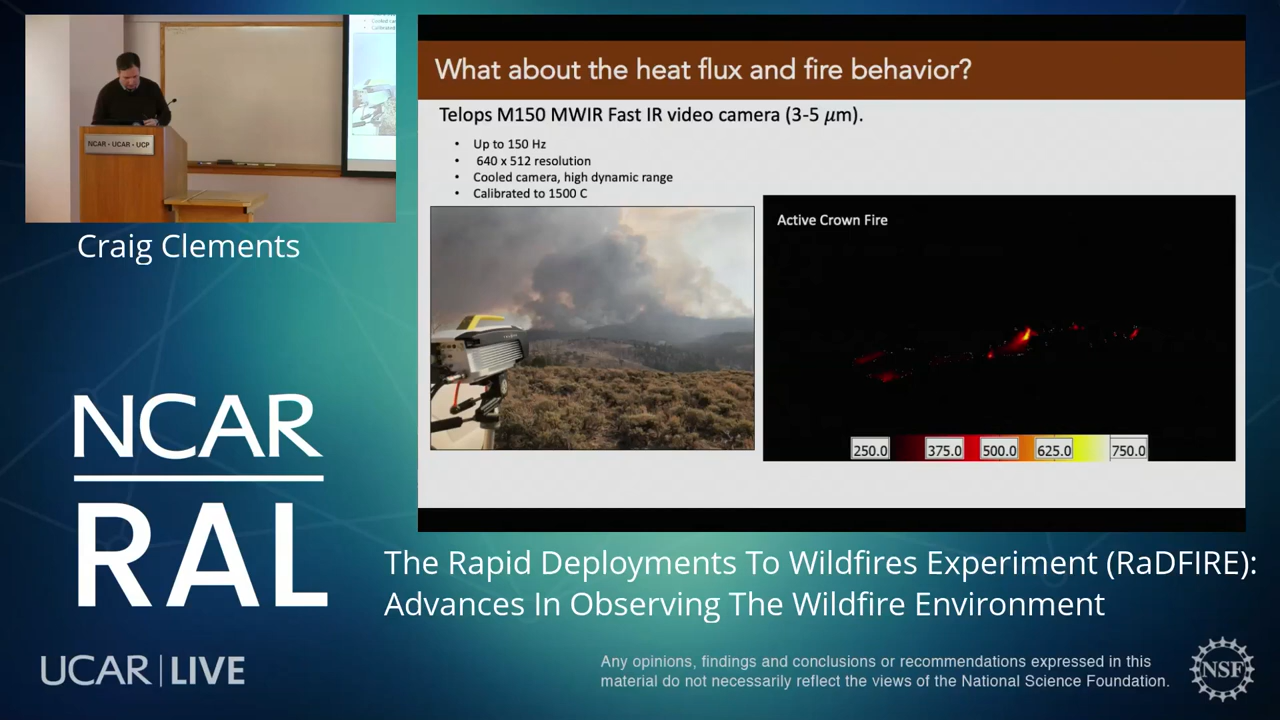 NCAR • UCAR • UCP
Craig Clements
NCAR
RAL
UCAR | LIVE
What about the heat flux and fire behavior?
Telops M150 MWIR Fast IR video camera (3-5 𝜇m).
• Up to 150 Hz
• 640 x 512 resolution
• Cooled camera, high dynamic range
• Calibrated to 1500 C
Active Crown Fire
250.0 375.0 500.0 625.0 750.0
The Rapid Deployments To Wildfires Experiment (RaDFIRE):
Advances In Observing The Wildfire Environment
Any opinions, findings and conclusions or recommendations expressed in this
material do not necessarily reflect the views of the National Science Foundation.
NSF